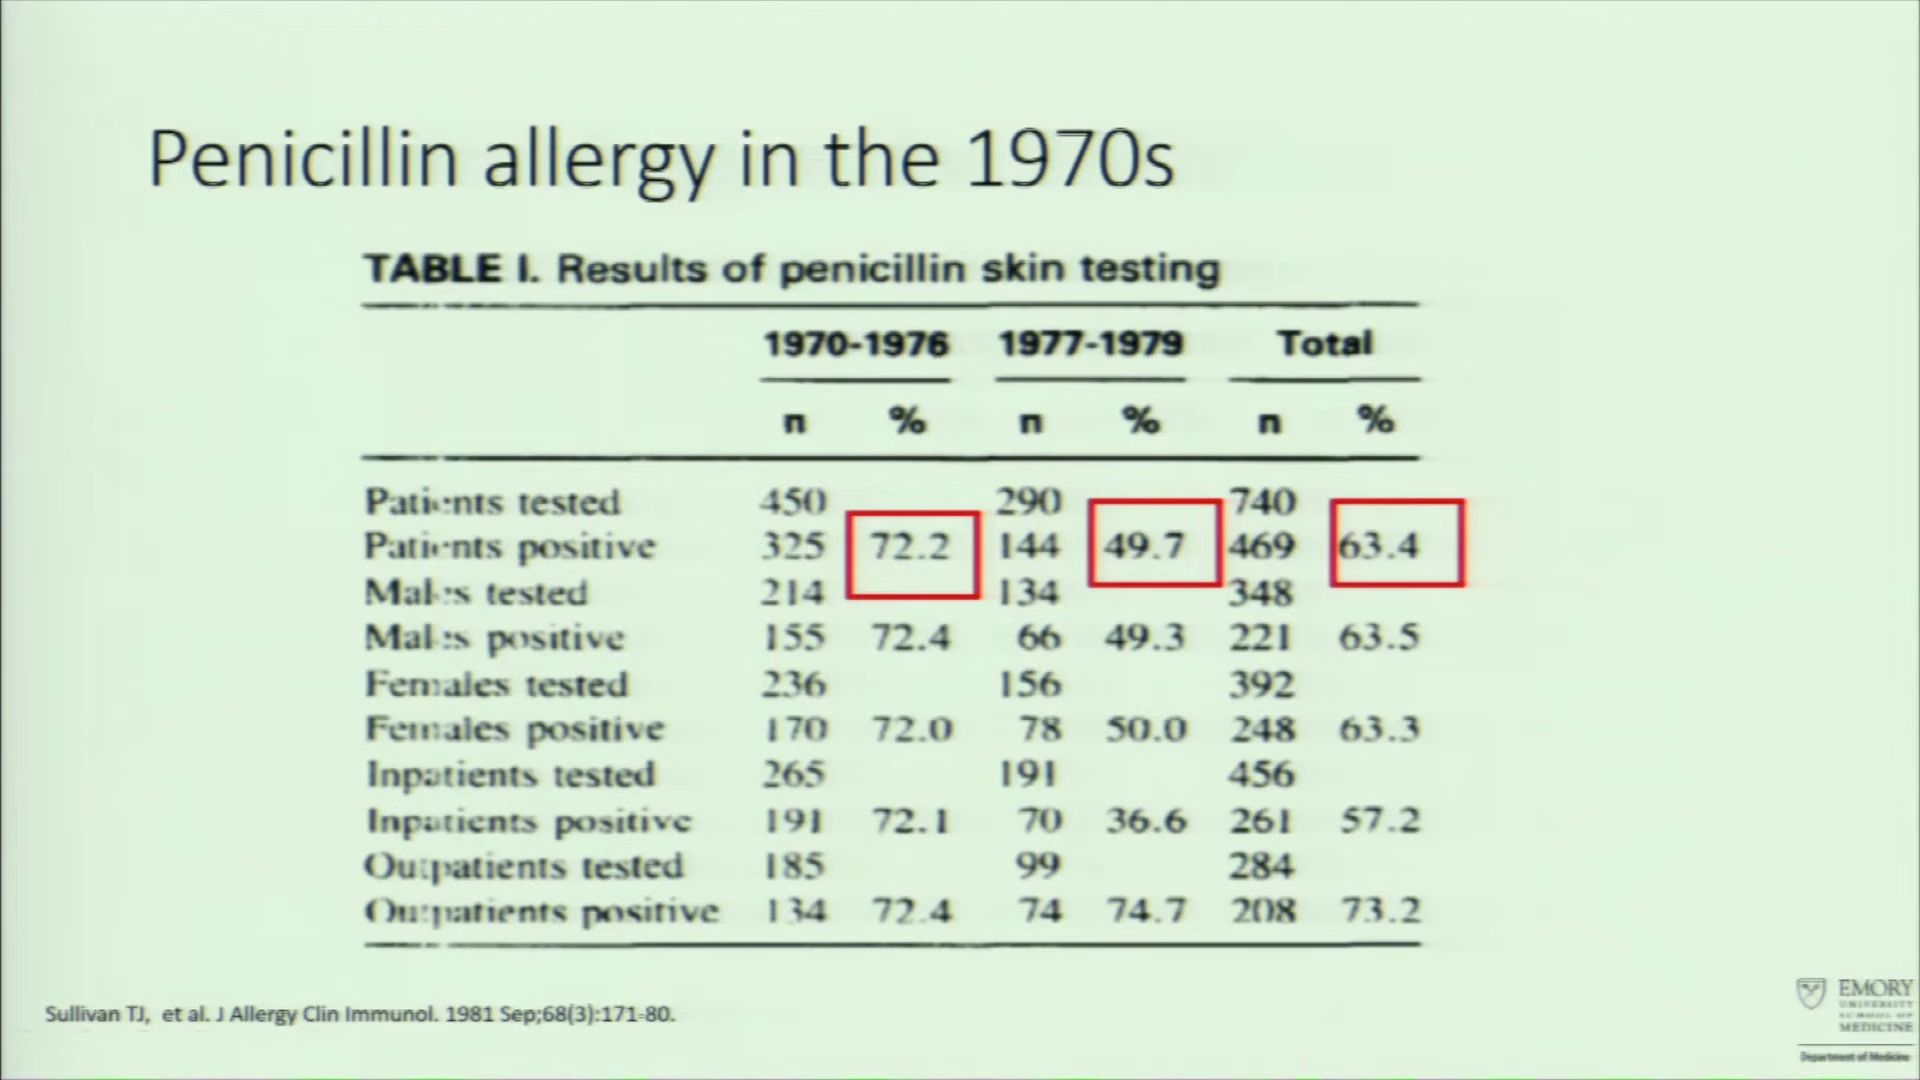 Penicillin allergy in the 1970s
TABLE I. Results of penicillin skin testing
1970-1976 1977-1979 Total
n % n % n %
Patients tested 450 290 740
Patients positive 325 72.2 144 49.7 469 63.4
Males tested 214 134 348
Males positive 155 72.4 66 49.3 221 63.5
Females tested 236 156 392
Females positive 170 72.0 78 50.0 248 63.3
Inpatients tested 265 191 456
Inpatients positive 191 72.1 70 36.6 261 57.2
Outpatients tested 185 99 284
Outpatients positive 134 72.4 74 74.7 208 73.2
Sullivan TJ, et al. J Allergy Clin Immunol. 1981 Sep;68(3):171-80.
EMORY
UNIVERSITY
SCHOOL OF
MEDICINE
Department of Medicine